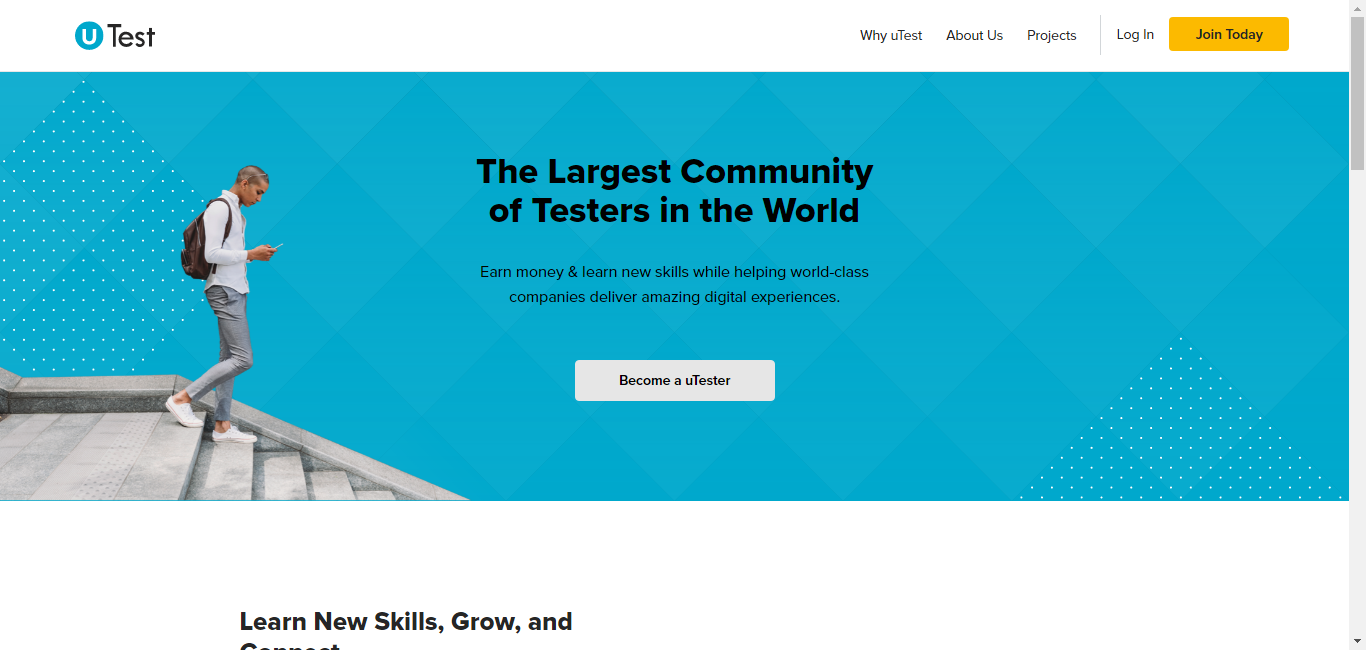 uTest
Why uTest
About Us
Projects
Log In
Join Today
The Largest Community
of Testers in the World
Earn money & learn new skills while helping world-class
companies deliver amazing digital experiences.
Become a uTester
Learn New Skills, Grow, and
Connect